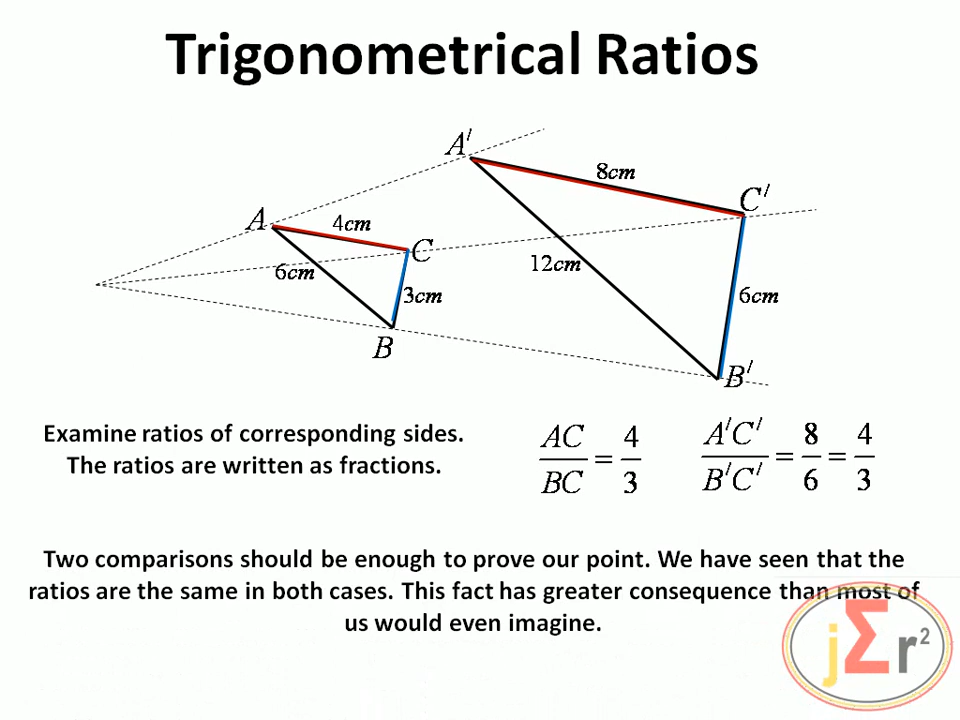 Trigonometrical Ratios
A′
8cm
C′
A
4cm
C
6cm
12cm
3cm
6cm
B
B′
Examine ratios of corresponding sides.
The ratios are written as fractions.
AC/BC = 4/3
A′C′/B′C′ = 8/6 = 4/3
Two comparisons should be enough to prove our point. We have seen that the
ratios are the same in both cases. This fact has greater consequence than most of
us would even imagine.
jΣr²